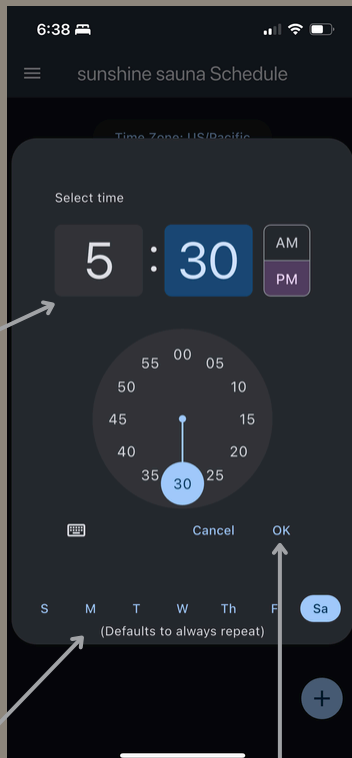 6:38
sunshine sauna Schedule
Time Zone: US/Pacific
Select time
5 : 30
AM
PM
00
55 05
50 10
45 15
40 20
35 25
30
Cancel OK
S M T W Th F Sa
(Defaults to always repeat)
+